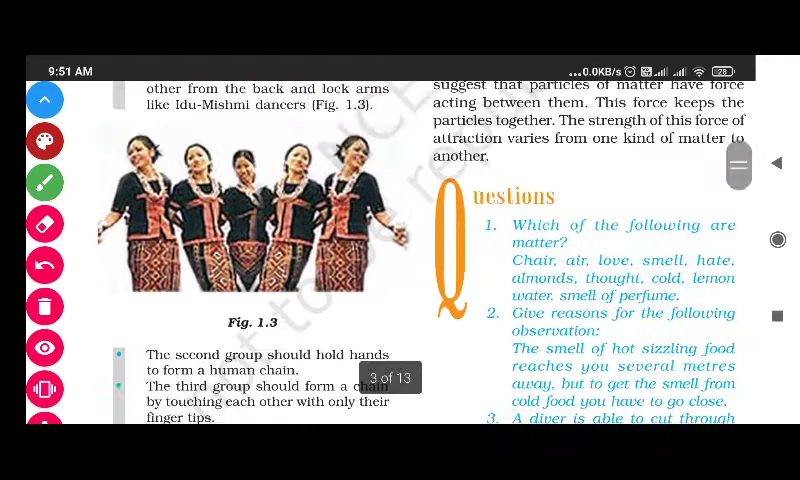 9:51 AM
...0.0KB/s
28
other from the back and lock arms
like Idu-Mishmi dancers (Fig. 1.3).
Fig. 1.3
The second group should hold hands
to form a human chain.
The third group should form a chain
by touching each other with only their
finger tips.
3 of 13
suggest that particles of matter have force
acting between them. This force keeps the
particles together. The strength of this force of
attraction varies from one kind of matter to
another.
Questions
1. Which of the following are
matter?
Chair, air, love, smell, hate,
almonds, thought, cold, lemon
water, smell of perfume.
2. Give reasons for the following
observation:
The smell of hot sizzling food
reaches you several metres
away, but to get the smell from
cold food you have to go close.
3. A diver is able to cut through